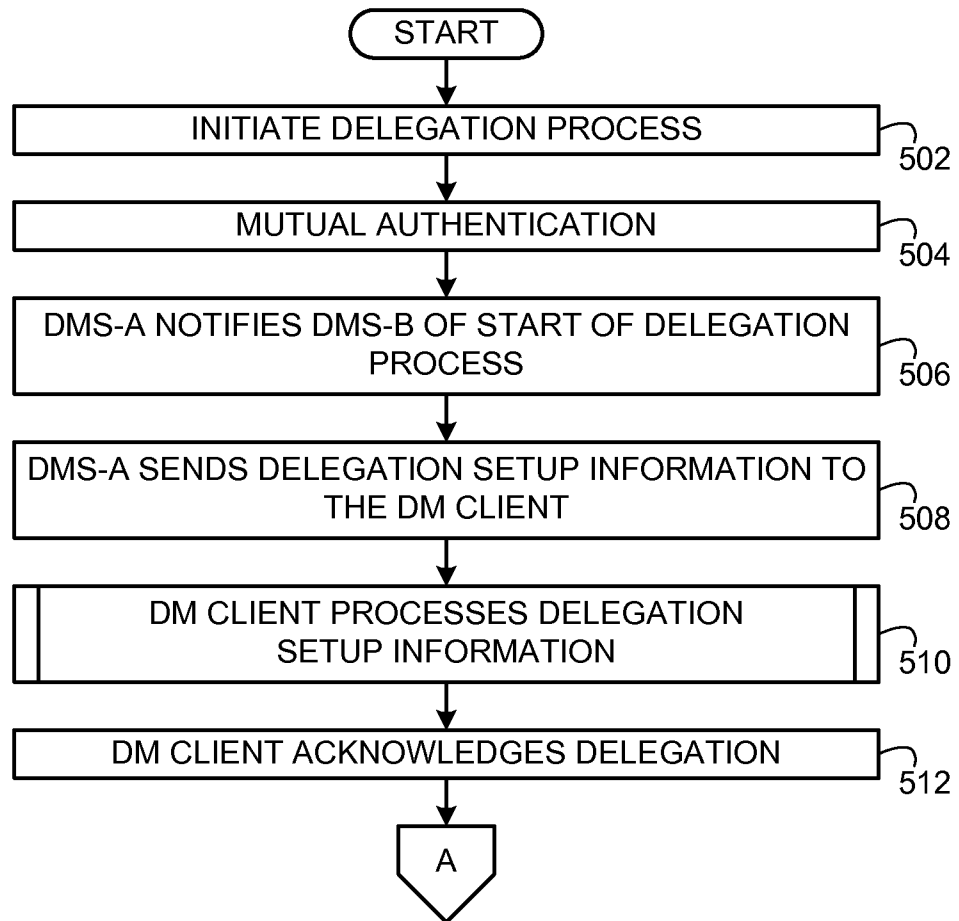 START
INITIATE DELEGATION PROCESS
502
MUTUAL AUTHENTICATION
504
DMS-A NOTIFIES DMS-B OF START OF DELEGATION
PROCESS
506
DMS-A SENDS DELEGATION SETUP INFORMATION TO
THE DM CLIENT
508
DM CLIENT PROCESSES DELEGATION
SETUP INFORMATION
510
DM CLIENT ACKNOWLEDGES DELEGATION
512
A